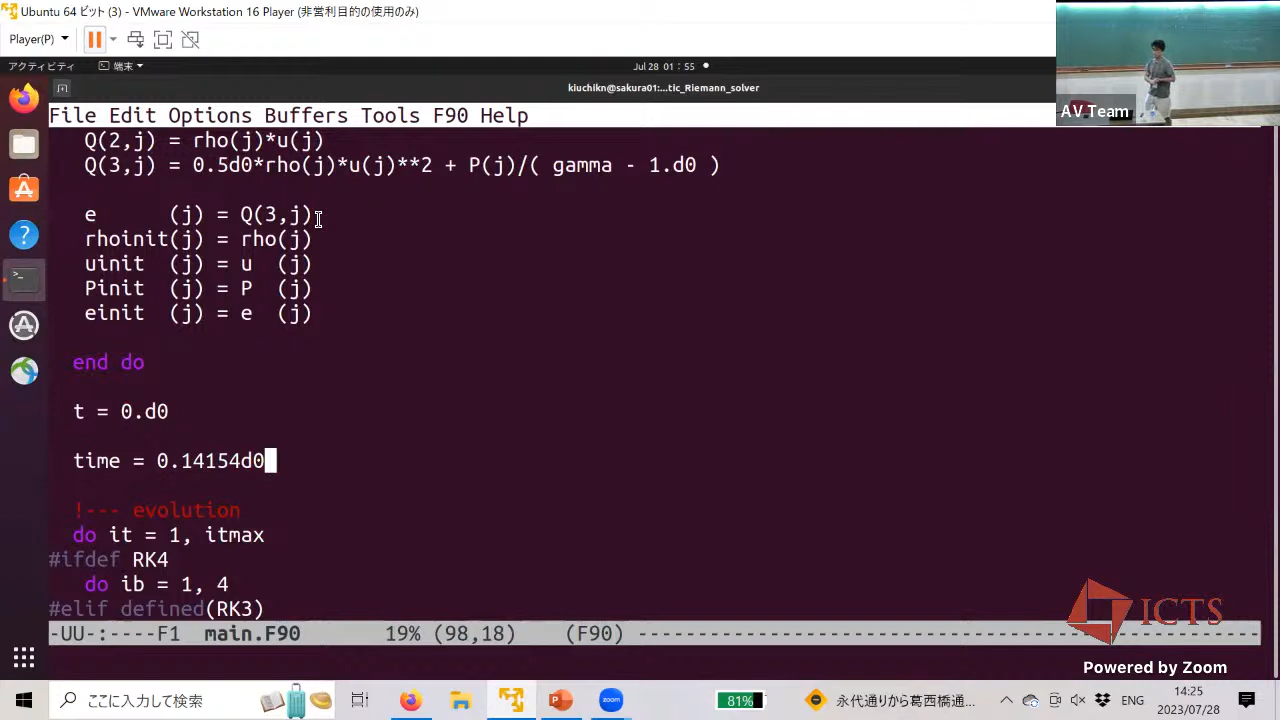 Ubuntu 64 ビット (3) - VMware Workstation 16 Player (非営利目的の使用のみ)
Player(P)
アクティビティ 端末 Jul 28 01:55
kiuchikn@sakura01:...tic_Riemann_solver
File Edit Options Buffers Tools F90 Help
Q(2,j) = rho(j)*u(j)
Q(3,j) = 0.5d0*rho(j)*u(j)**2 + P(j)/( gamma - 1.d0 )
e      (j) = Q(3,j)
rhoinit(j) = rho(j)
uinit  (j) = u  (j)
Pinit  (j) = P  (j)
einit  (j) = e  (j)
end do
t = 0.d0
time = 0.14154d0
!--- evolution
do it = 1, itmax
#ifdef RK4
do ib = 1, 4
#elif defined(RK3)
-UU-:----F1  main.F90       19% (98,18)     (F90) ----------------------------------------------------
AV Team
ICTS
Powered by Zoom
ここに入力して検索
81%
永代通りから葛西橋通...
ENG
14:25
2023/07/28